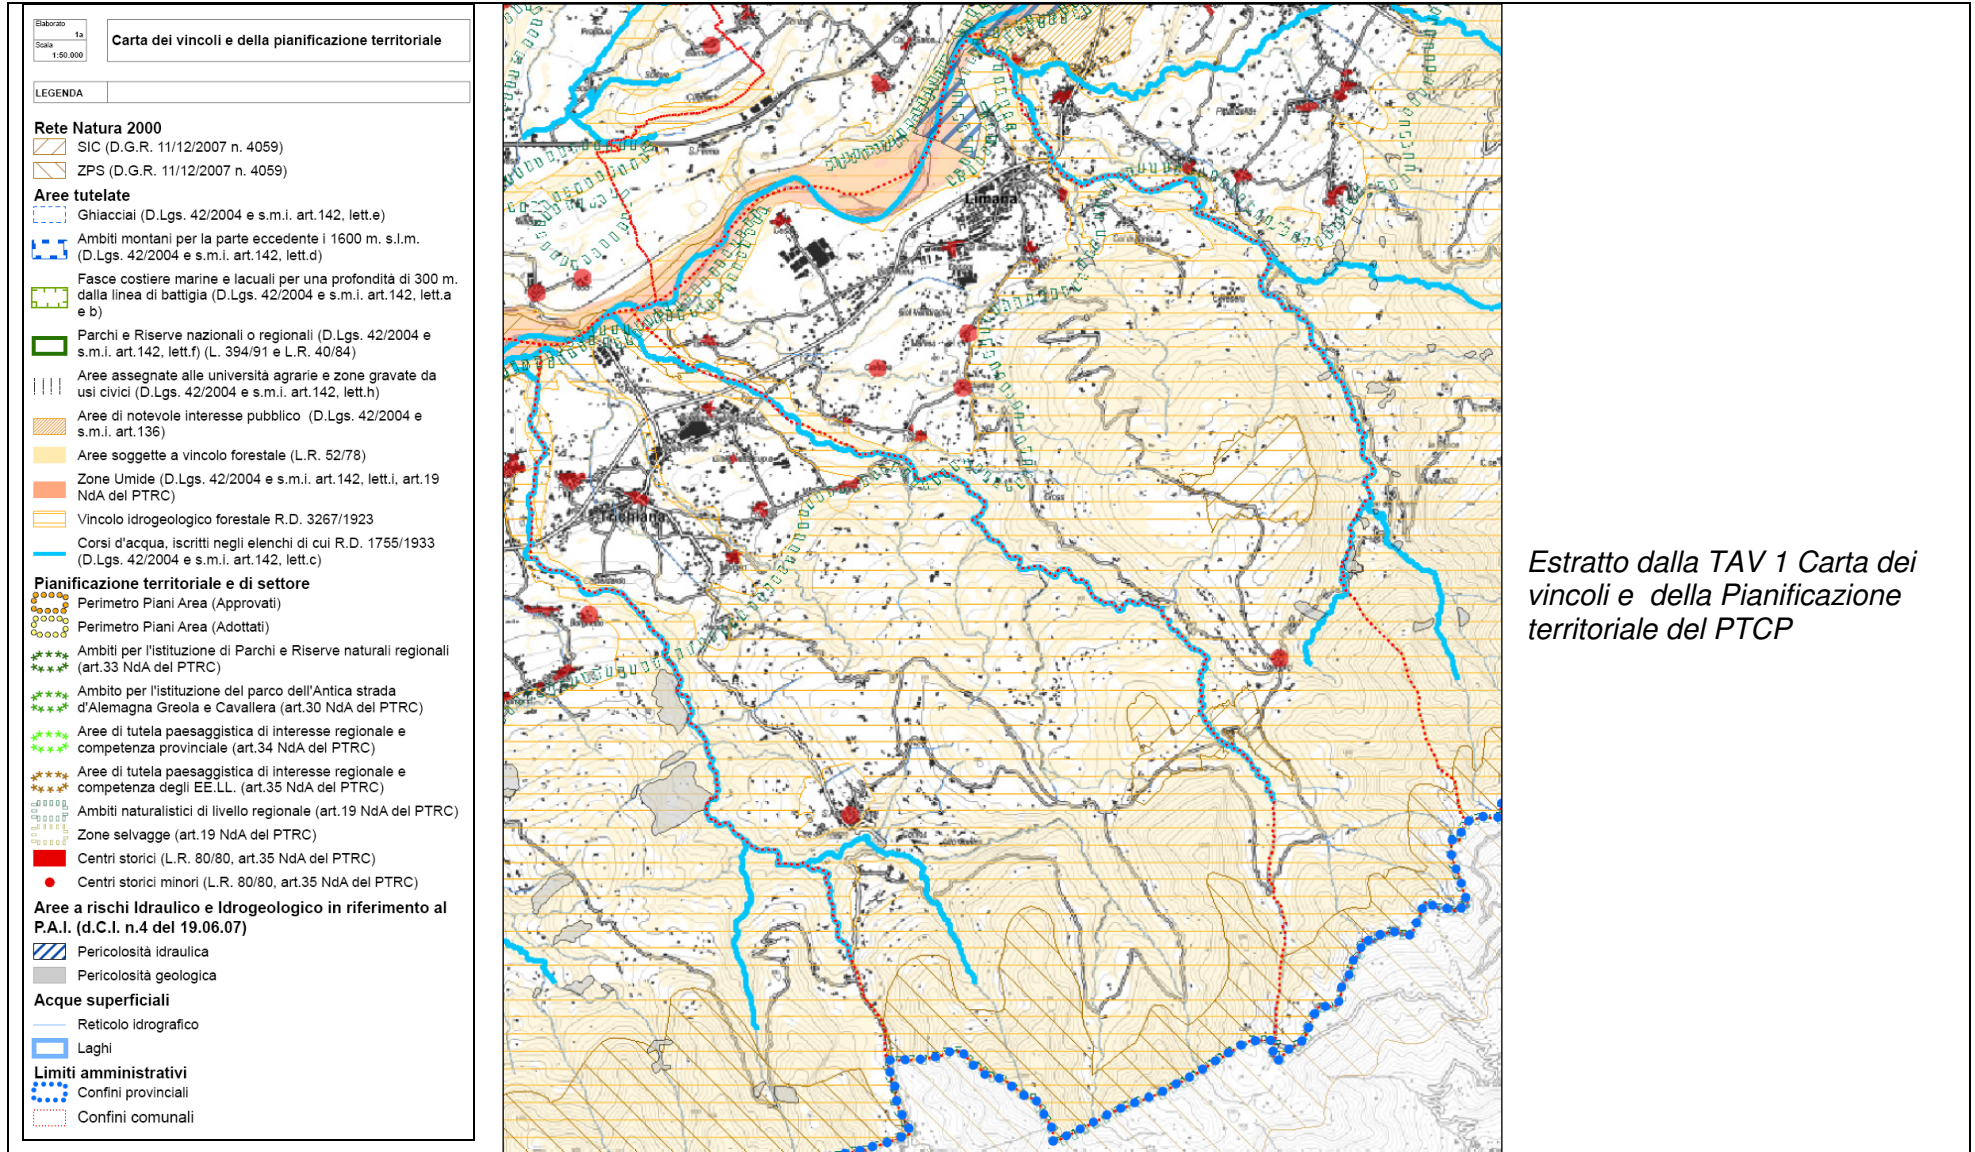 Elaborato
1a
Scala
1:50.000
Carta dei vincoli e della pianificazione territoriale
LEGENDA
Rete Natura 2000
SIC (D.G.R. 11/12/2007 n. 4059)
ZPS (D.G.R. 11/12/2007 n. 4059)
Aree tutelate
Ghiacciai (D.Lgs. 42/2004 e s.m.i. art.142, lett.e)
Ambiti montani per la parte eccedente i 1600 m. s.l.m.
(D.Lgs. 42/2004 e s.m.i. art.142, lett.d)
Fasce costiere marine e lacuali per una profondità di 300 m.
dalla linea di battigia (D.Lgs. 42/2004 e s.m.i. art.142, lett.a
e b)
Parchi e Riserve nazionali o regionali (D.Lgs. 42/2004 e
s.m.i. art.142, lett.f) (L. 394/91 e L.R. 40/84)
Aree assegnate alle università agrarie e zone gravate da
usi civici (D.Lgs. 42/2004 e s.m.i. art.142, lett.h)
Aree di notevole interesse pubblico (D.Lgs. 42/2004 e
s.m.i. art.136)
Aree soggette a vincolo forestale (L.R. 52/78)
Zone Umide (D.Lgs. 42/2004 e s.m.i. art.142, lett.i, art.19
NdA del PTRC)
Vincolo idrogeologico forestale R.D. 3267/1923
Corsi d'acqua, iscritti negli elenchi di cui R.D. 1755/1933
(D.Lgs. 42/2004 e s.m.i. art.142, lett.c)
Pianificazione territoriale e di settore
Perimetro Piani Area (Approvati)
Perimetro Piani Area (Adottati)
Ambiti per l'istituzione di Parchi e Riserve naturali regionali
(art.33 NdA del PTRC)
Ambito per l'istituzione del parco dell'Antica strada
d'Alemagna Greola e Cavallera (art.30 NdA del PTRC)
Aree di tutela paesaggistica di interesse regionale e
competenza provinciale (art.34 NdA del PTRC)
Aree di tutela paesaggistica di interesse regionale e
competenza degli EE.LL. (art.35 NdA del PTRC)
Ambiti naturalistici di livello regionale (art.19 NdA del PTRC)
Zone selvagge (art.19 NdA del PTRC)
Centri storici (L.R. 80/80, art.35 NdA del PTRC)
Centri storici minori (L.R. 80/80, art.35 NdA del PTRC)
Aree a rischi Idraulico e Idrogeologico in riferimento al
P.A.I. (d.C.I. n.4 del 19.06.07)
Pericolosità idraulica
Pericolosità geologica
Acque superficiali
Reticolo idrografico
Laghi
Limiti amministrativi
Confini provinciali
Confini comunali
Limana
Trichiana
Estratto dalla TAV 1 Carta dei
vincoli e della Pianificazione
territoriale del PTCP